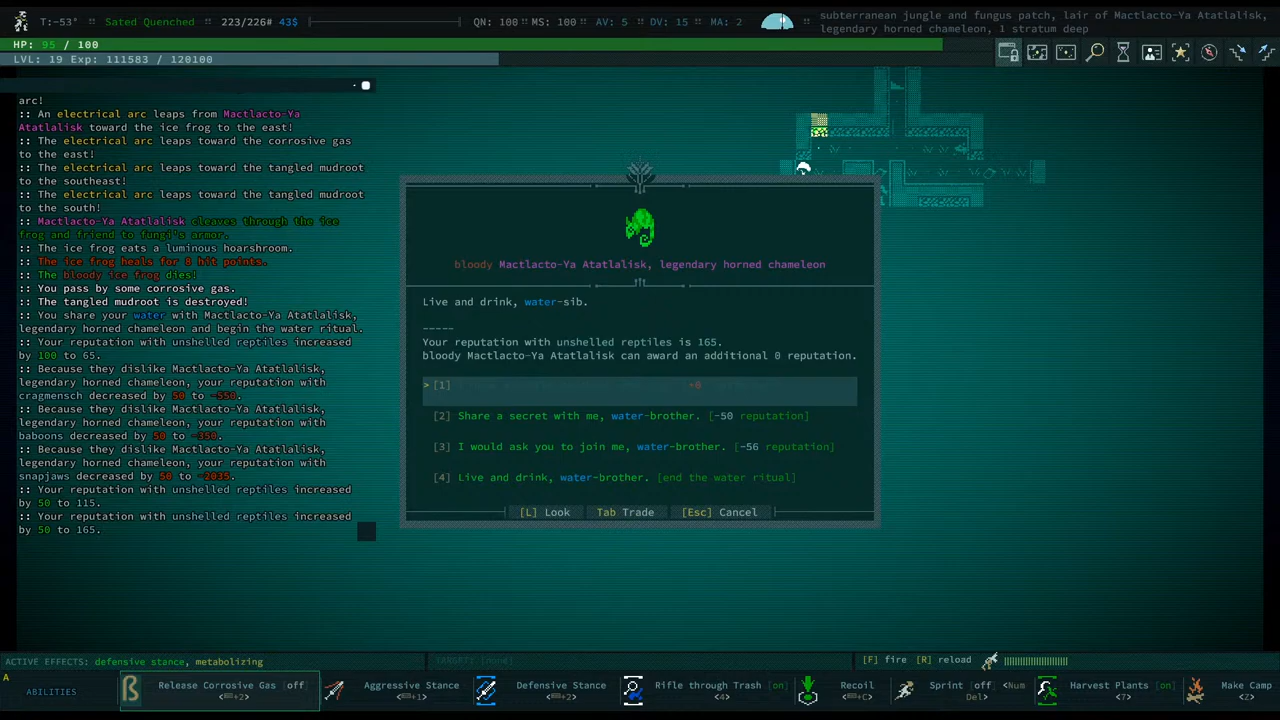 T:-53° Sated Quenched :: 223/226# 43$ QN: 100 :: MS: 100 :: AV: 5 :: DV: 15 :: MA: 2 :: subterranean jungle and fungus patch, lair of Mactlacto-Ya Atatlalisk,
legendary horned chameleon, 1 stratum deep
HP: 95 / 100
LVL: 19 Exp: 111583 / 120100
arc!
:: An electrical arc leaps from Mactlacto-Ya
Atatlalisk toward the ice frog to the east!
:: The electrical arc leaps toward the corrosive gas
to the east!
:: The electrical arc leaps toward the tangled mudroot
to the southeast!
:: The electrical arc leaps toward the tangled mudroot
to the south!
:: Mactlacto-Ya Atatlalisk cleaves through the ice
frog and friend to fungi's armor.
:: The ice frog eats a luminous hoarshroom.
:: The ice frog heals for 8 hit points.
:: The bloody ice frog dies!
:: You pass by some corrosive gas.
:: The tangled mudroot is destroyed!
:: You share your water with Mactlacto-Ya Atatlalisk,
legendary horned chameleon and begin the water ritual.
:: Your reputation with unshelled reptiles increased
by 100 to 65.
:: Because they dislike Mactlacto-Ya Atatlalisk,
legendary horned chameleon, your reputation with
cragmensch decreased by 50 to -550.
:: Because they dislike Mactlacto-Ya Atatlalisk,
legendary horned chameleon, your reputation with
baboons decreased by 50 to -350.
:: Because they dislike Mactlacto-Ya Atatlalisk,
legendary horned chameleon, your reputation with
snapjaws decreased by 50 to -2035.
:: Your reputation with unshelled reptiles increased
by 50 to 115.
:: Your reputation with unshelled reptiles increased
by 50 to 165.
bloody Mactlacto-Ya Atatlalisk, legendary horned chameleon
Live and drink, water-sib.
-----
Your reputation with unshelled reptiles is 165.
bloody Mactlacto-Ya Atatlalisk can award an additional 0 reputation.
> [1] +0
[2] Share a secret with me, water-brother. [-50 reputation]
[3] I would ask you to join me, water-brother. [-56 reputation]
[4] Live and drink, water-brother. [end the water ritual]
[L] Look Tab Trade [Esc] Cancel
ACTIVE EFFECTS: defensive stance, metabolizing
TARGET: [none]
[F] fire [R] reload
A
ABILITIES
Release Corrosive Gas [off]
<=+2>
Aggressive Stance
<=+1>
Defensive Stance
<=+2>
Rifle through Trash [on]
<4>
Recoil
<=+C>
Sprint [off] <Num
Del>
Harvest Plants [on]
<7>
Make Camp
<Z>